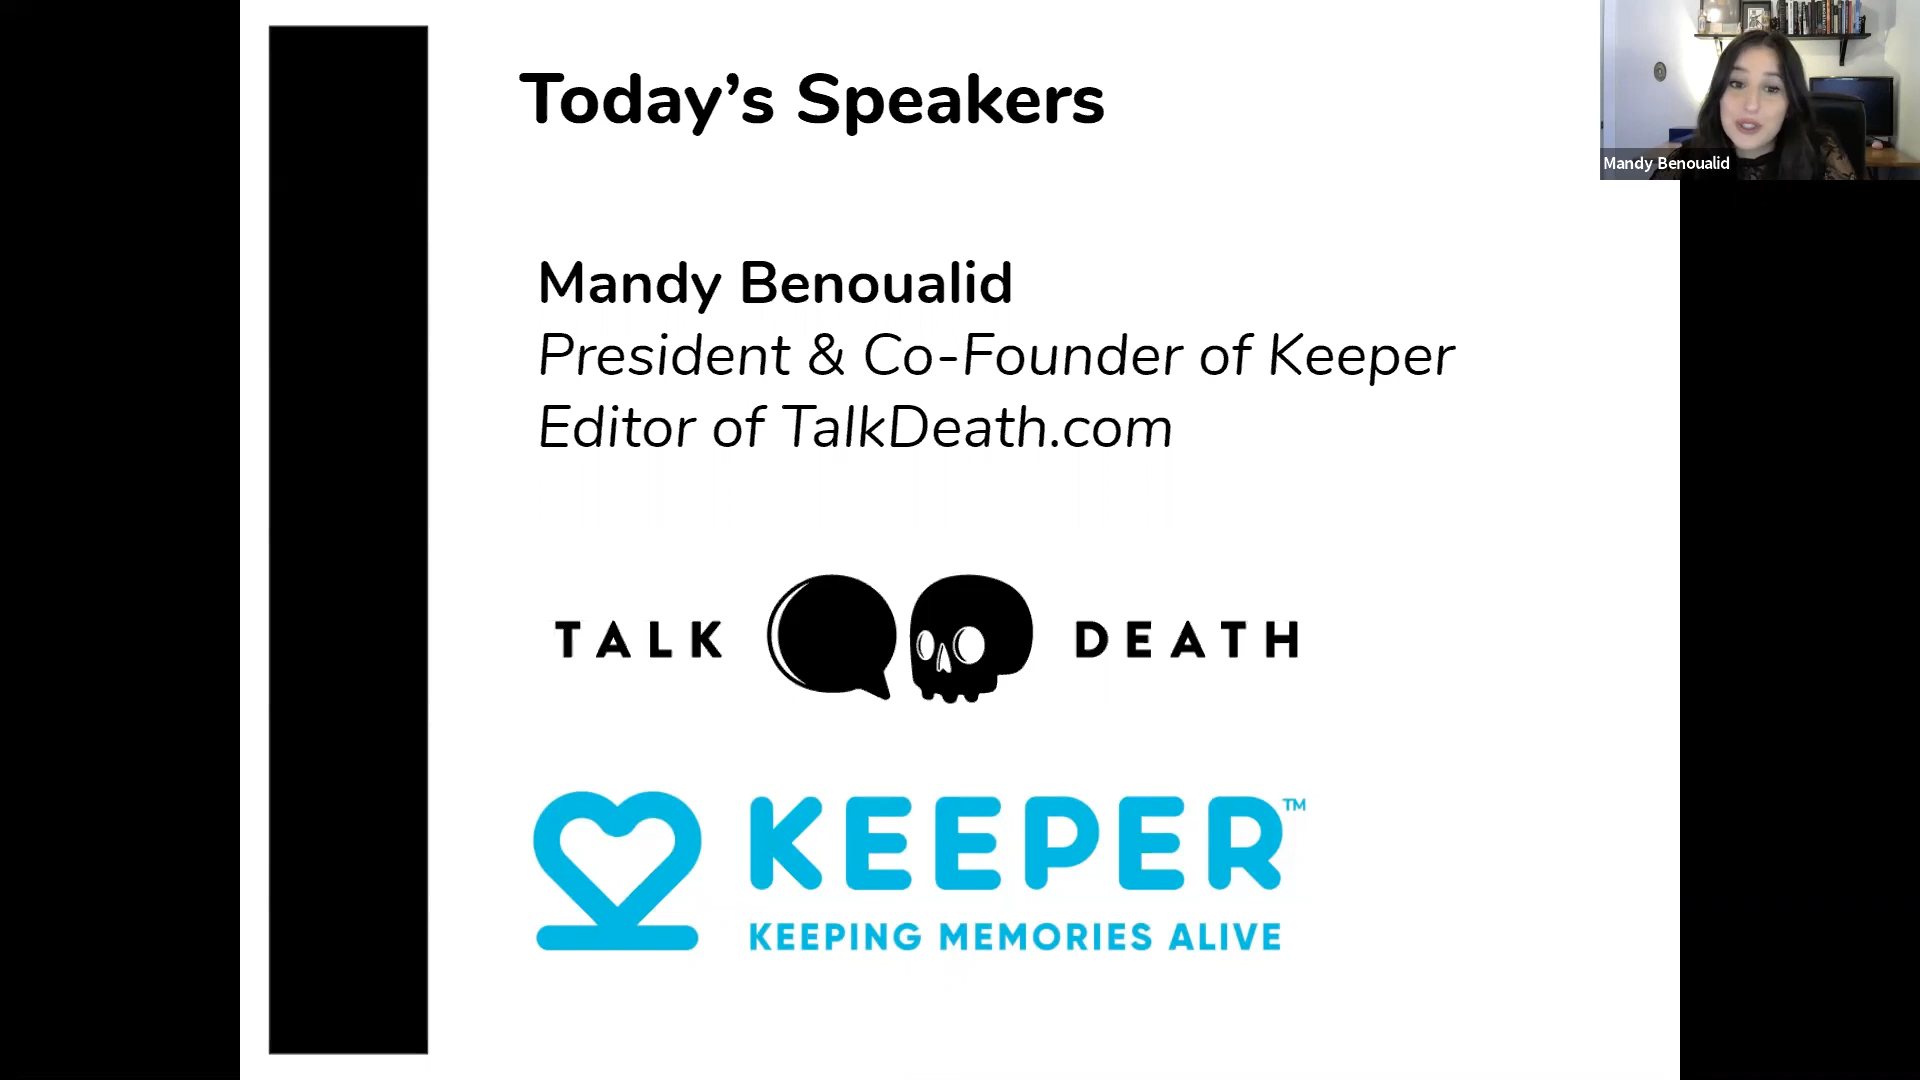 Today’s Speakers
Mandy Benoualid
Mandy Benoualid
President & Co-Founder of Keeper
Editor of TalkDeath.com
TALK DEATH
KEEPER™
KEEPING MEMORIES ALIVE